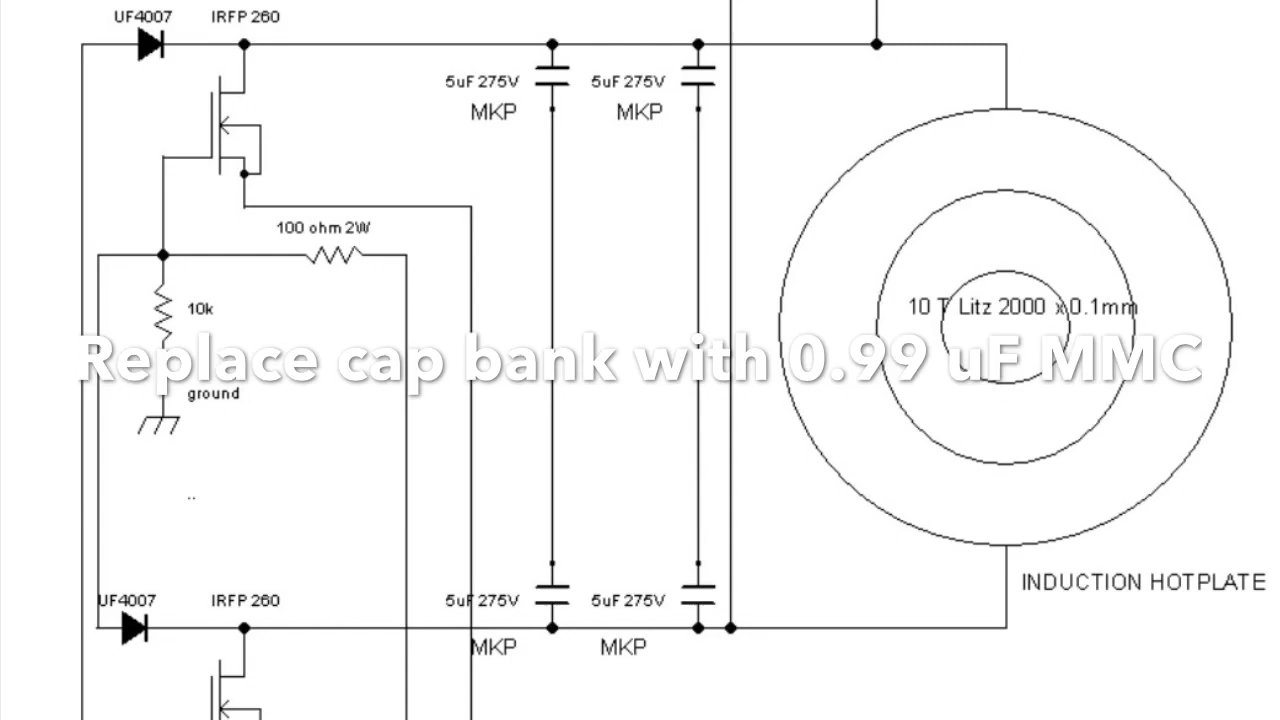 UF4007 IRFP 260
5uF 275V 5uF 275V
MKP MKP
100 ohm 2W
10 T Litz 2000 x 0.1mm
10k
Replace cap bank with 0.99 uF MMC
ground
..
INDUCTION HOTPLATE
UF4007 IRFP 260 5uF 275V 5uF 275V
MKP MKP